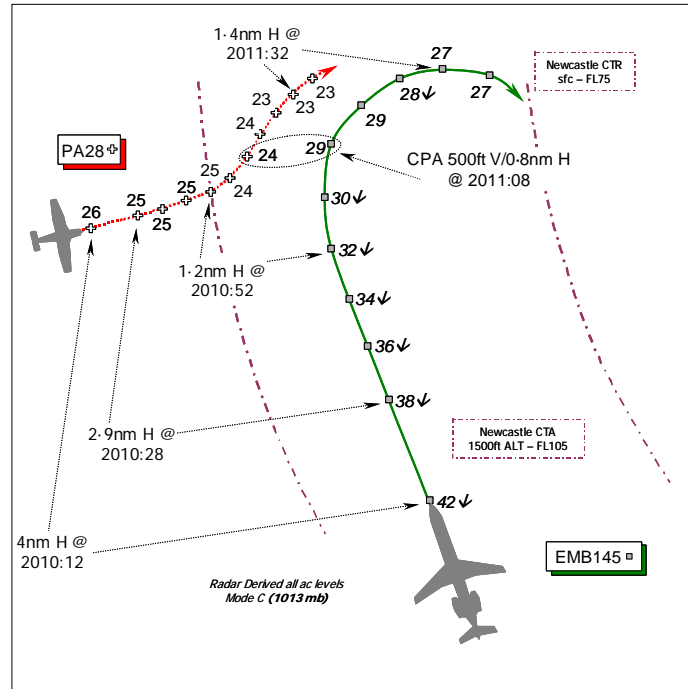 1·4nm H @
2011:32
27
Newcastle CTR
sfc – FL75
23
28
27
23
23
29
24
PA28
24
29
CPA 500ft V/0·8nm H
@ 2011:08
25
24
25
25
25
26
30
1·2nm H @
2010:52
32
34
36
38
2·9nm H @
2010:28
Newcastle CTA
1500ft ALT – FL105
42
4nm H @
2010:12
EMB145
Radar Derived all ac levels
Mode C (1013 mb)